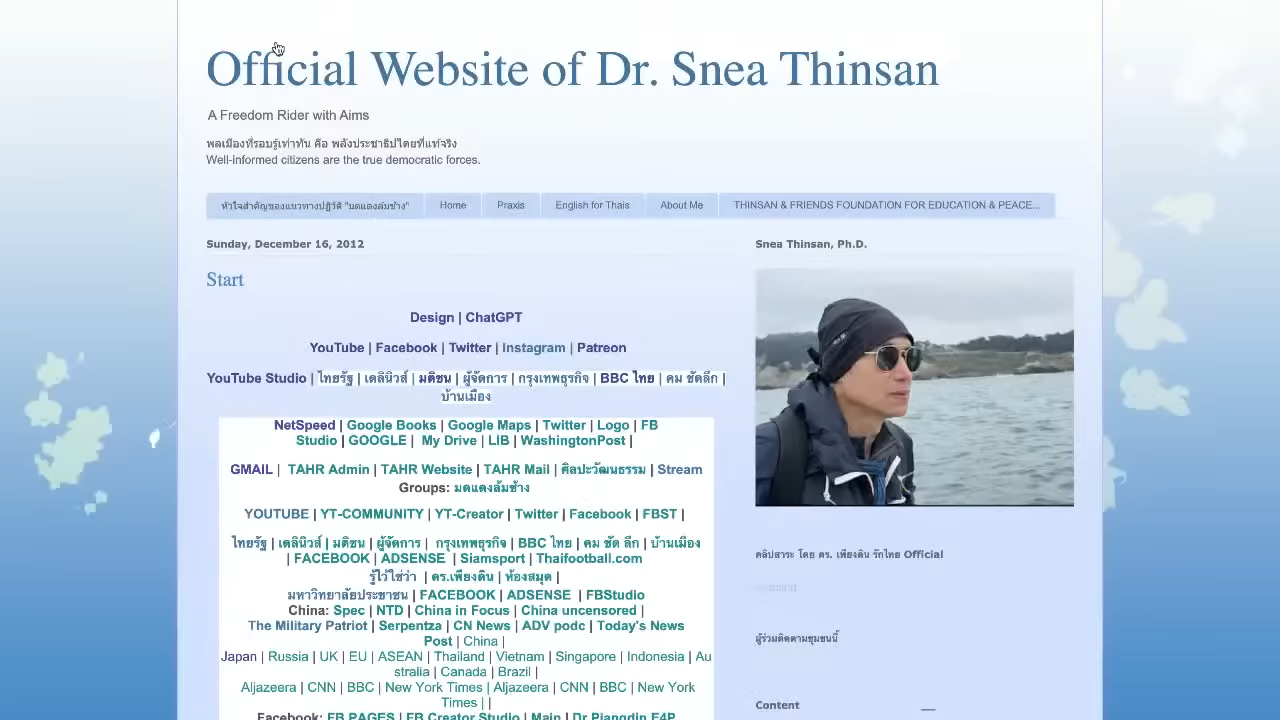 Official Website of Dr. Snea Thinsan
A Freedom Rider with Aims
พลเมืองที่รอบรู้เท่าทัน คือ พลังประชาธิปไตยที่แท้จริง
Well-informed citizens are the true democratic forces.
หัวใจสำคัญของแนวทางปฏิวัติ "มดแดงล้มช้าง" Home Praxis English for Thais About Me THINSAN & FRIENDS FOUNDATION FOR EDUCATION & PEACE...
Sunday, December 16, 2012
Start
Design | ChatGPT
YouTube | Facebook | Twitter | Instagram | Patreon
YouTube Studio | ไทยรัฐ | เดลินิวส์ | มติชน | ผู้จัดการ | กรุงเทพธุรกิจ | BBC ไทย | คม ชัดลึก |
บ้านเมือง
NetSpeed | Google Books | Google Maps | Twitter | Logo | FB
Studio | GOOGLE | My Drive | LIB | WashingtonPost |
GMAIL | TAHR Admin | TAHR Website | TAHR Mail | ศิลปะวัฒนธรรม | Stream
Groups: มดแดงล้มช้าง
YOUTUBE | YT-COMMUNITY | YT-Creator | Twitter | Facebook | FBST |
ไทยรัฐ | เดลินิวส์ | มติชน | ผู้จัดการ | กรุงเทพธุรกิจ | BBC ไทย | คม ชัด ลึก | บ้านเมือง
| FACEBOOK | ADSENSE | Siamsport | Thaifootball.com
รู้ไว้ใช่ว่า | ดร.เพียงดิน | ห้องสมุด |
มหาวิทยาลัยประชาชน | FACEBOOK | ADSENSE | FBStudio
China: Spec | NTD | China in Focus | China uncensored |
The Military Patriot | Serpentza | CN News | ADV podc | Today's News
Post | China |
Japan | Russia | UK | EU | ASEAN | Thailand | Vietnam | Singapore | Indonesia | Au
stralia | Canada | Brazil |
Aljazeera | CNN | BBC | New York Times | Aljazeera | CNN | BBC | New York
Times | |
Facebook: FB PAGES | FB Creator Studio | Main | Dr Piangdin E4P
Snea Thinsan, Ph.D.
คลิปสาระ โดย ดร. เพียงดิน รักไทย Official
ผู้ร่วมติดตามชุมชนนี้
Content